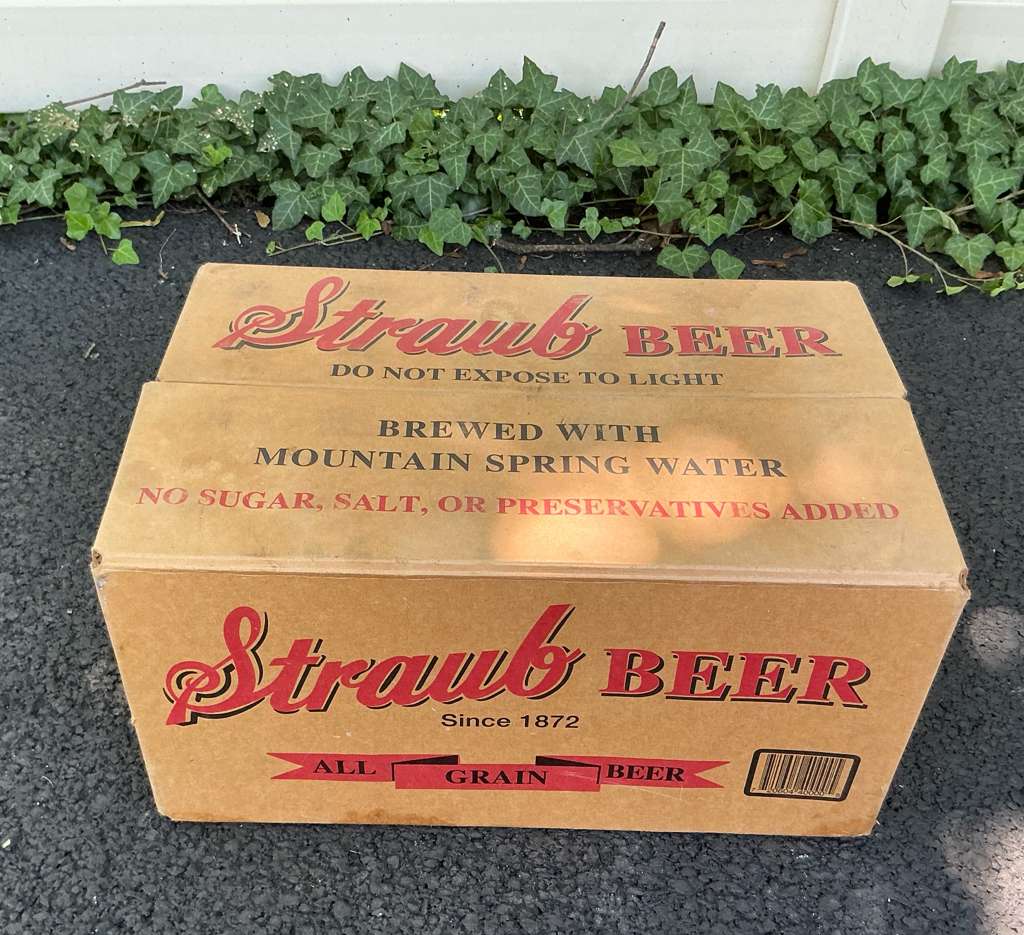 Straub BEER
DO NOT EXPOSE TO LIGHT
BREWED WITH
MOUNTAIN SPRING WATER
NO SUGAR, SALT, OR PRESERVATIVES ADDED
Straub BEER
Since 1872
ALL GRAIN BEER